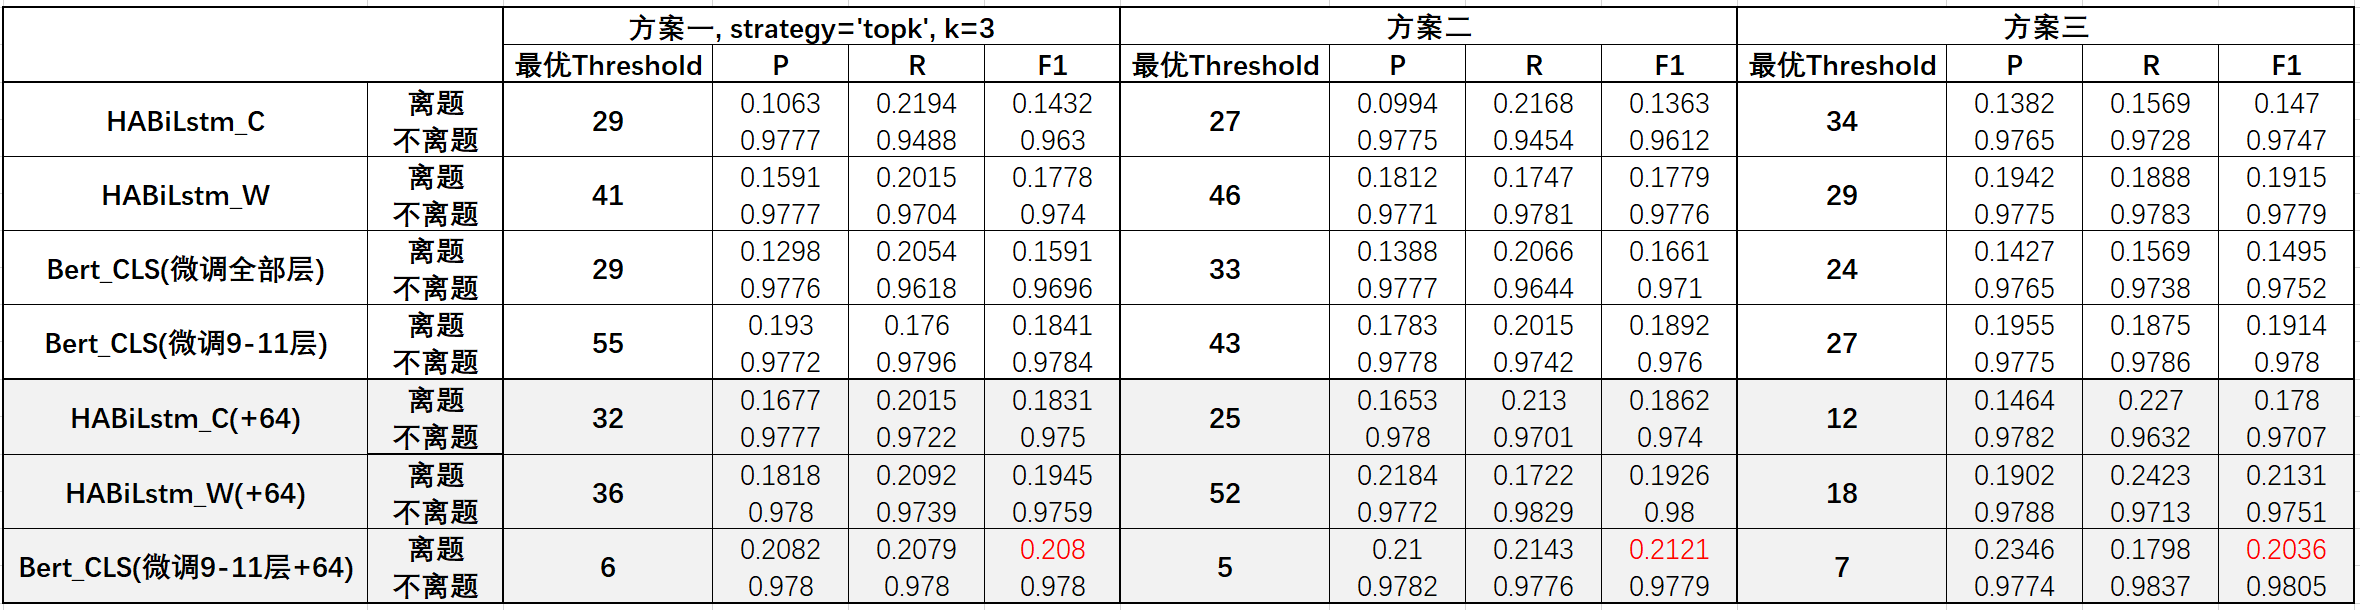 方案一, strategy='topk', k=3 方案二 方案三
最优Threshold P R F1 最优Threshold P R F1 最优Threshold P R F1
HABiLstm_C 离题 29 0.1063 0.2194 0.1432 27 0.0994 0.2168 0.1363 34 0.1382 0.1569 0.147
不离题 0.9777 0.9488 0.963 0.9775 0.9454 0.9612 0.9765 0.9728 0.9747
HABiLstm_W 离题 41 0.1591 0.2015 0.1778 46 0.1812 0.1747 0.1779 29 0.1942 0.1888 0.1915
不离题 0.9777 0.9704 0.974 0.9771 0.9781 0.9776 0.9775 0.9783 0.9779
Bert_CLS(微调全部层) 离题 29 0.1298 0.2054 0.1591 33 0.1388 0.2066 0.1661 24 0.1427 0.1569 0.1495
不离题 0.9776 0.9618 0.9696 0.9777 0.9644 0.971 0.9765 0.9738 0.9752
Bert_CLS(微调9-11层) 离题 55 0.193 0.176 0.1841 43 0.1783 0.2015 0.1892 27 0.1955 0.1875 0.1914
不离题 0.9772 0.9796 0.9784 0.9778 0.9742 0.976 0.9775 0.9786 0.978
HABiLstm_C(+64) 离题 32 0.1677 0.2015 0.1831 25 0.1653 0.213 0.1862 12 0.1464 0.227 0.178
不离题 0.9777 0.9722 0.975 0.978 0.9701 0.974 0.9782 0.9632 0.9707
HABiLstm_W(+64) 离题 36 0.1818 0.2092 0.1945 52 0.2184 0.1722 0.1926 18 0.1902 0.2423 0.2131
不离题 0.978 0.9739 0.9759 0.9772 0.9829 0.98 0.9788 0.9713 0.9751
Bert_CLS(微调9-11层+64) 离题 6 0.2082 0.2079 0.208 5 0.21 0.2143 0.2121 7 0.2346 0.1798 0.2036
不离题 0.978 0.978 0.978 0.9782 0.9776 0.9779 0.9774 0.9837 0.9805